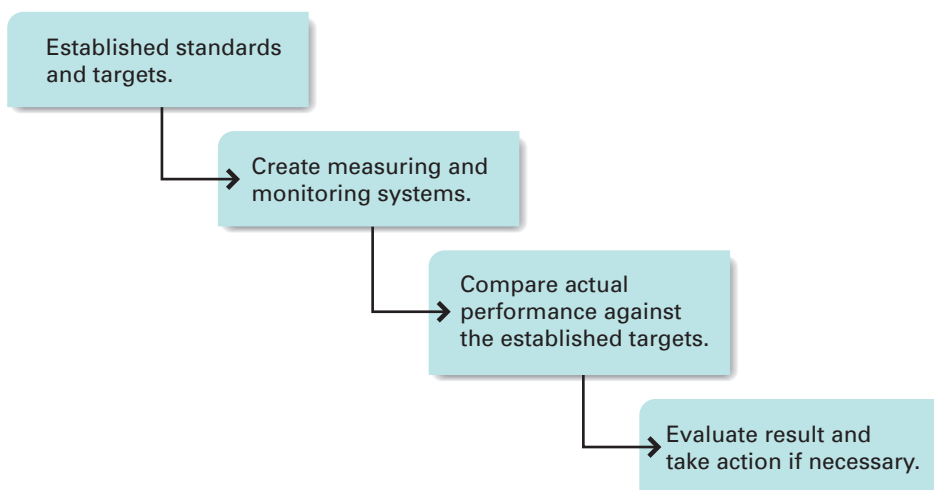 Established standards
and targets.
Create measuring and
monitoring systems.
Compare actual
performance against
the established targets.
Evaluate result and
take action if necessary.